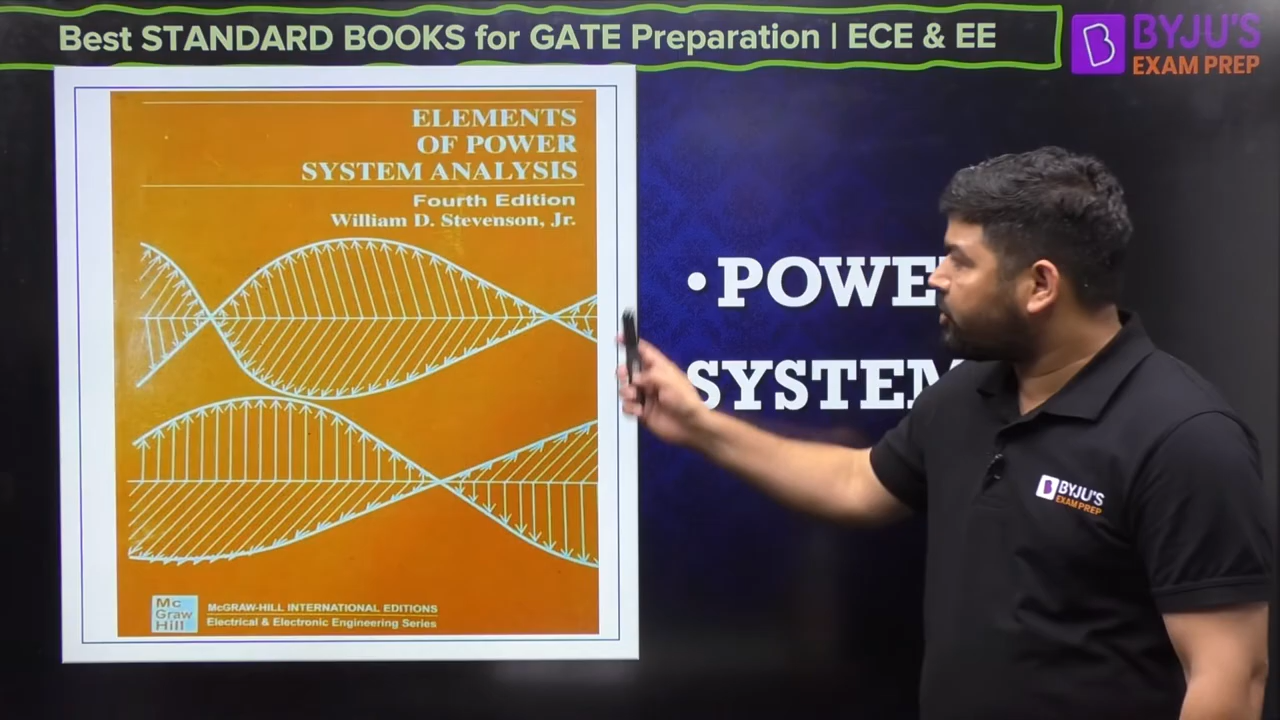 Best STANDARD BOOKS for GATE Preparation | ECE & EE
BYJU'S
EXAM PREP
ELEMENTS
OF POWER
SYSTEM ANALYSIS
Fourth Edition
William D. Stevenson, Jr.
• POWE
SYSTEM
BYJU'S
EXAM PREP
Mc
Graw
Hill
McGRAW-HILL INTERNATIONAL EDITIONS
Electrical & Electronic Engineering Series